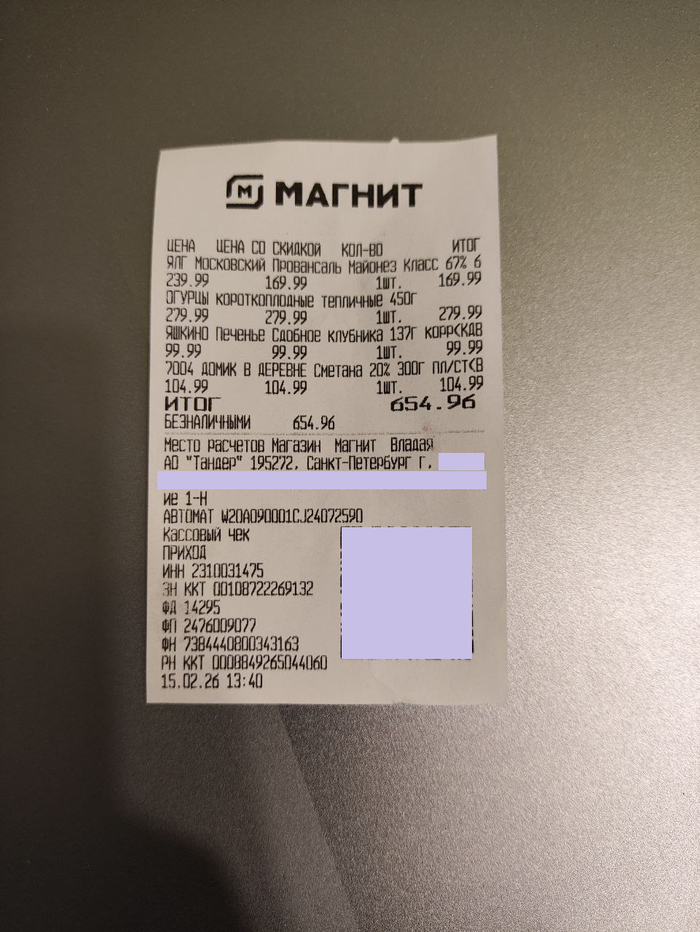 МАГНИТ
ЦЕНА ЦЕНА СО СКИДКОЙ КОЛ-ВО ИТОГ
ЯЛГ Московский Провансаль Майонез Класс 67% 6
239.99 169.99 1шт. 169.99
ОГУРЦЫ КОРОТКОПЛОДНЫЕ ТЕПЛИЧНЫЕ 450Г
279.99 279.99 1шт. 279.99
ЯШКИНО Печенье Сдобное клубника 137г корр(КДВ
99.99 99.99 1шт. 99.99
7004 ДОМИК В ДЕРЕВНЕ Сметана 20% 300г пл/ст(В
104.99 104.99 1шт. 104.99
ИТОГ 654.96
БЕЗНАЛИЧНЫМИ 654.96
Место расчетов Магазин Магнит Владая
АО "Тандер" 195272, Санкт-Петербург г,
ие 1-Н
АВТОМАТ W20A090001CJ24072590
Кассовый чек
ПРИХОД
ИНН 2310031475
ЗН ККТ 00108722269132
ФД 14295
ФП 2476009077
ФН 7384440800343163
РН ККТ 0008849265044060
15.02.26 13:40